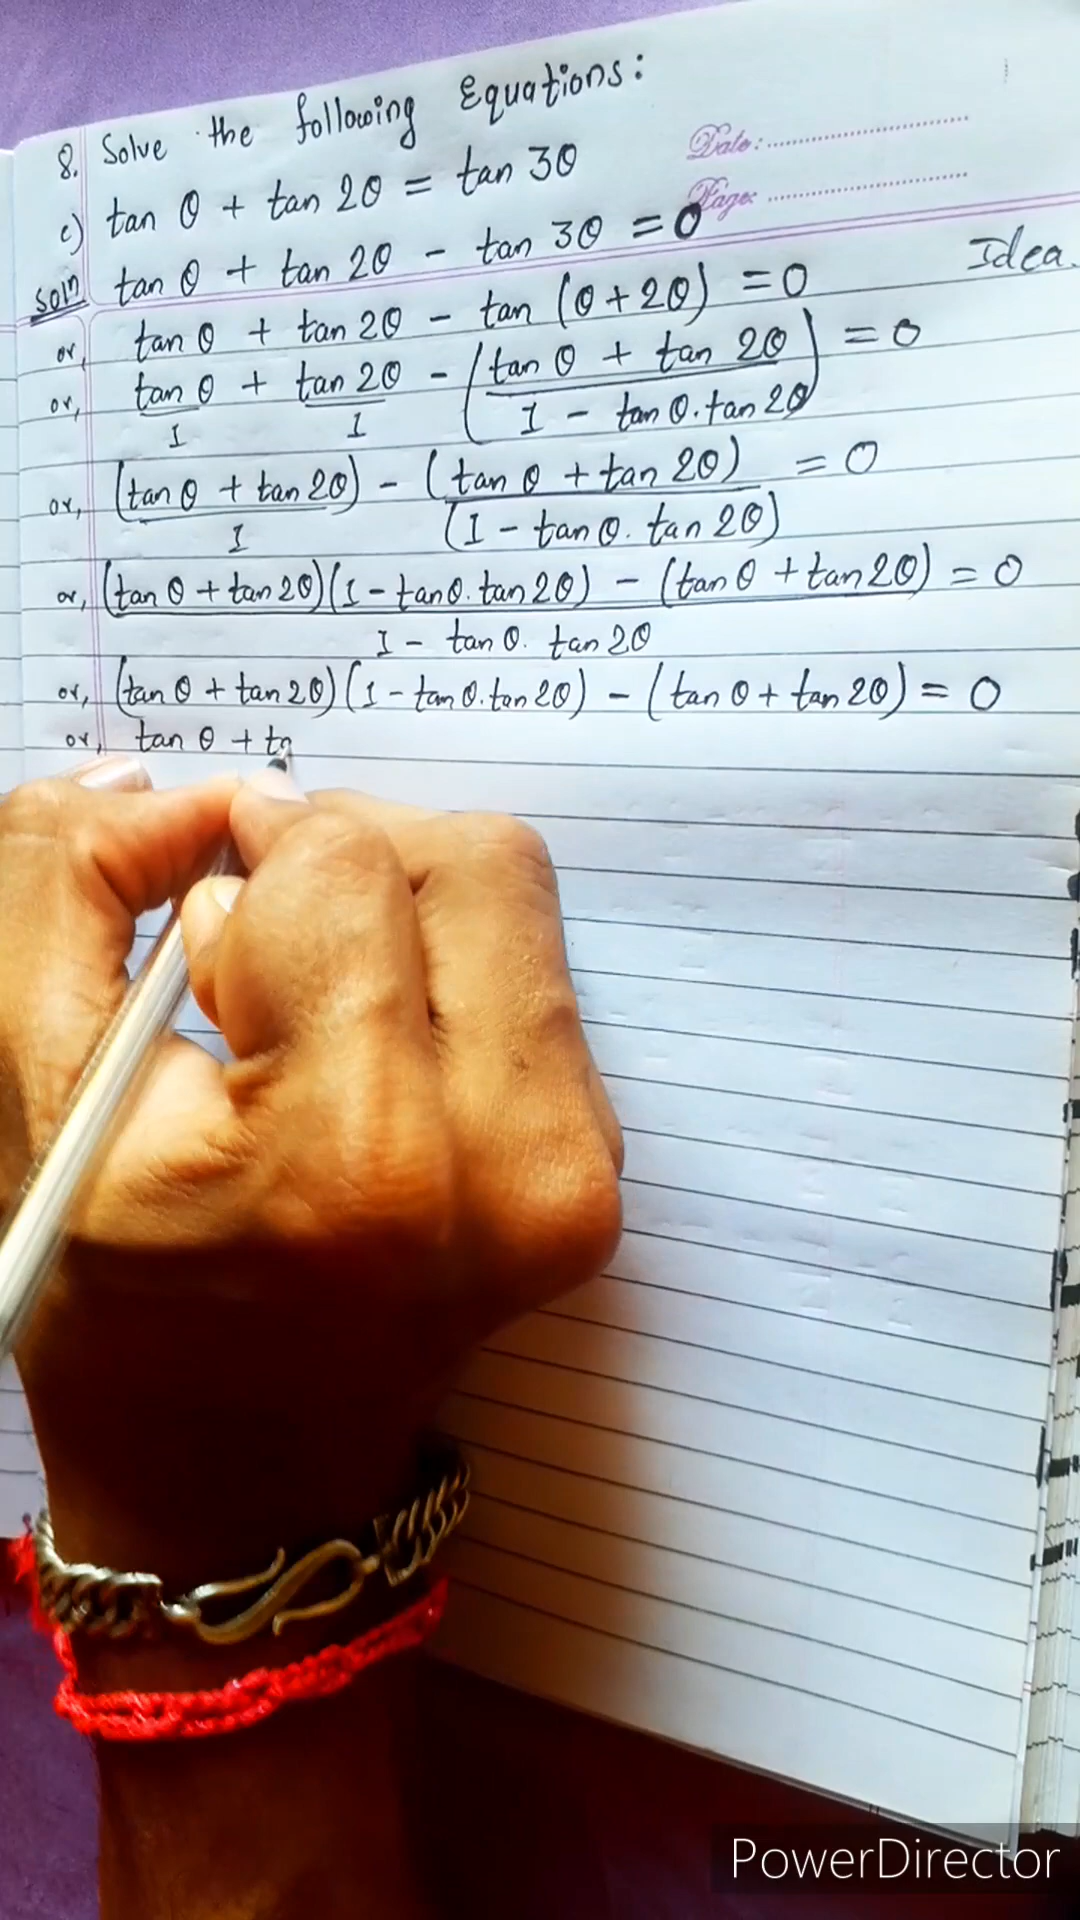 8. Solve the following Equations:
Date: ....................
c) tan θ + tan 2θ = tan 3θ
Page: ....................
Soln tan θ + tan 2θ - tan 3θ = 0
Idea.
or, tan θ + tan 2θ - tan (θ + 2θ) = 0
or, tan θ/1 + tan 2θ/1 - (tan θ + tan 2θ / 1 - tan θ. tan 2θ) = 0
or, (tan θ + tan 2θ)/1 - (tan θ + tan 2θ)/(1 - tan θ. tan 2θ) = 0
or, (tan θ + tan 2θ)(1 - tan θ. tan 2θ) - (tan θ + tan 2θ) = 0
1 - tan θ. tan 2θ
or, (tan θ + tan 2θ)(1 - tan θ. tan 2θ) - (tan θ + tan 2θ) = 0
or, tan θ + ta
PowerDirector